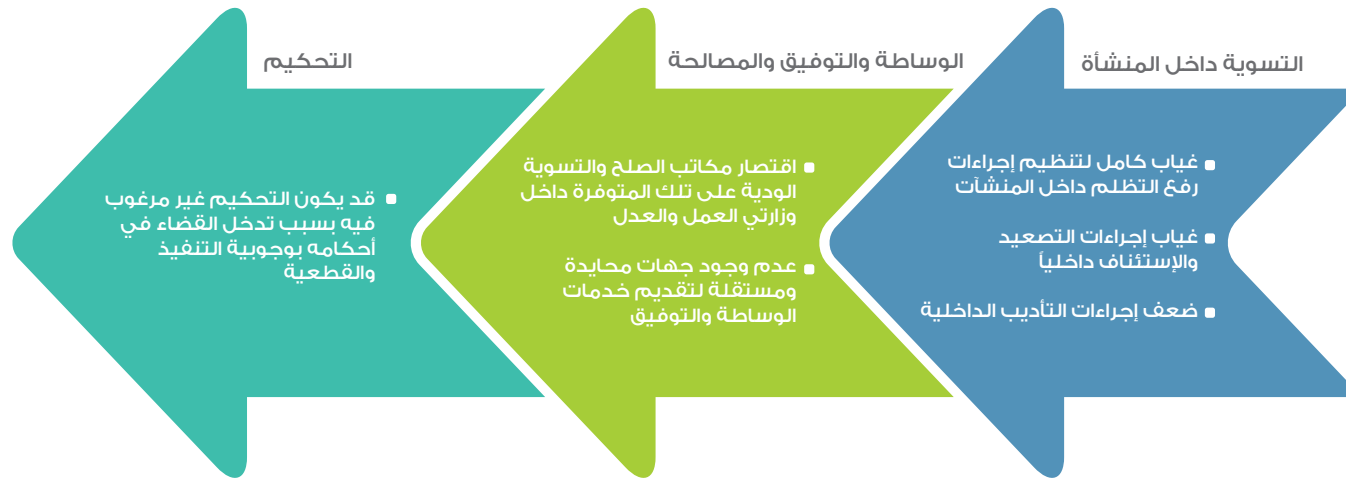 التسوية داخل المنشأة
غياب كامل لتنظيم إجراءات
رفع التظلم داخل المنشآت
غياب إجراءات التصعيد
والإستئناف داخلياً
ضعف إجراءات التأديب الداخلية
الوساطة والتوفيق والمصالحة
اقتصار مكاتب الصلح والتسوية
الودية على تلك المتوفرة داخل
وزارتي العمل والعدل
عدم وجود جهات محايدة
ومستقلة لتقديم خدمات
الوساطة والتوفيق
التحكيم
قد يكون التحكيم غير مرغوب
فيه بسبب تدخل القضاء في
أحكامه بوجوبية التنفيذ
والقطعية